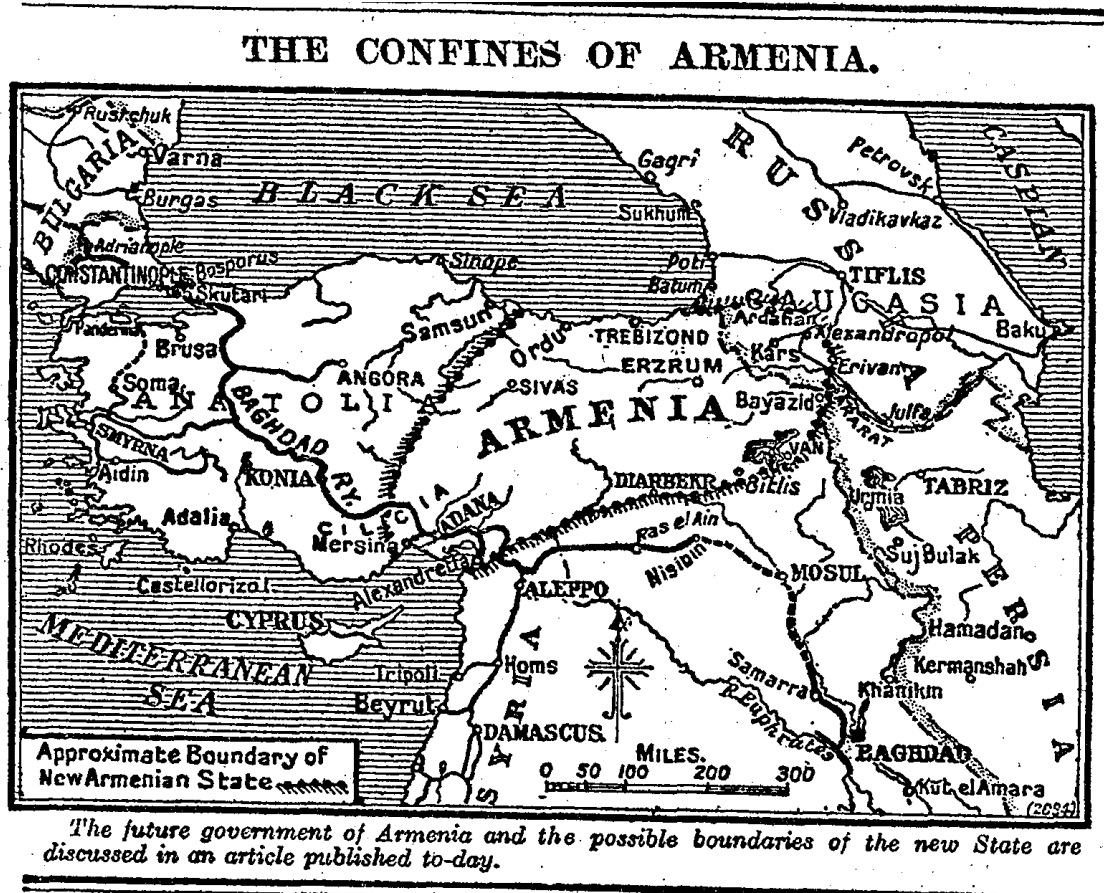 THE CONFINES OF ARMENIA.
Rustchuk
BULGARIA
Varna
Burgas
BLACK SEA
Gagri
Sukhum
RUSSIA
Petrovsk
Vladikavkaz
CASPIAN
Adrianople
CONSTANTINOPLE
Bosporus
Skutari
Sinope
Poti
Batum
TIFLIS
CAUCASIA
Panderma
Brusa
Samsun
Ordu
TREBIZOND
Ardahan
Alexandropol
Baku
Kars
Erivan
Soma
ANGORA
SIVAS
ERZRUM
ANATOLIA
ARMENIA
Bayazid
ARARAT
Julfa
SMYRNA
Aidin
BAGHDAD RY.
KONIA
VAN
DIARBEKR
Bitlis
Urmia
TABRIZ
Adalia
CILICIA
ADANA
Mersina
Ras el Ain
Nisibin
Suj Bulak
PERSIA
Rhodes
Castellorizo I.
Alexandretta
ALEPPO
MOSUL
CYPRUS
MEDITERRANEAN
SEA
Hamadan
Tripoli
Homs
Samarra
Kermanshah
Khanikin
Beyrut
R. Euphrates
SYRIA
DAMASCUS
BAGHDAD
Kut el Amara
MILES.
0 50 100 200 300
Approximate Boundary of
New Armenian State
(2684)
The future government of Armenia and the possible boundaries of the new State are
discussed in an article published to-day.